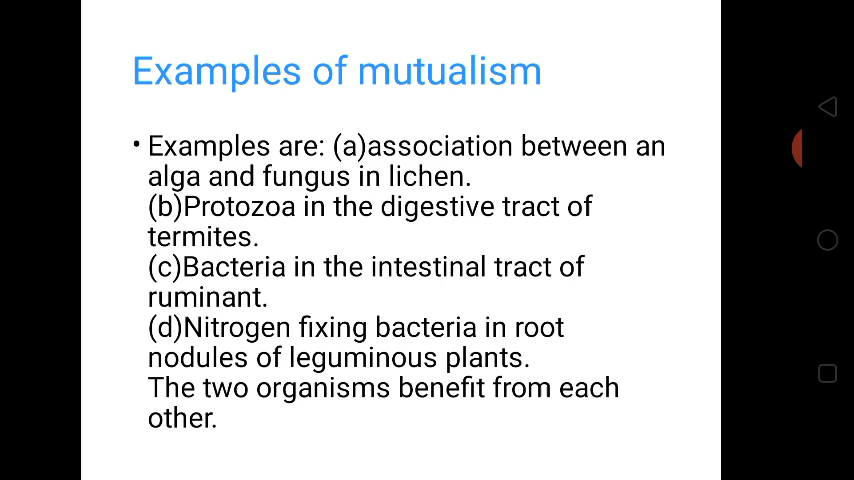 Examples of mutualism
• Examples are: (a)association between an
alga and fungus in lichen.
(b)Protozoa in the digestive tract of
termites.
(c)Bacteria in the intestinal tract of
ruminant.
(d)Nitrogen fixing bacteria in root
nodules of leguminous plants.
The two organisms benefit from each
other.